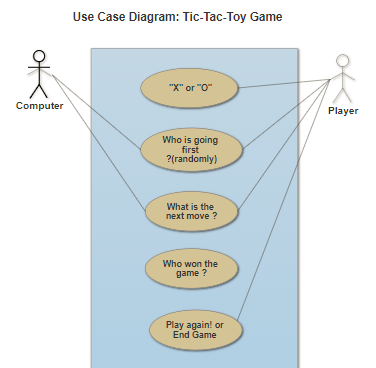 Use Case Diagram: Tic-Tac-Toy Game
"X" or "O"
Computer
Player
Who is going
first
?(randomly)
What is the
next move ?
Who won the
game ?
Play again! or
End Game